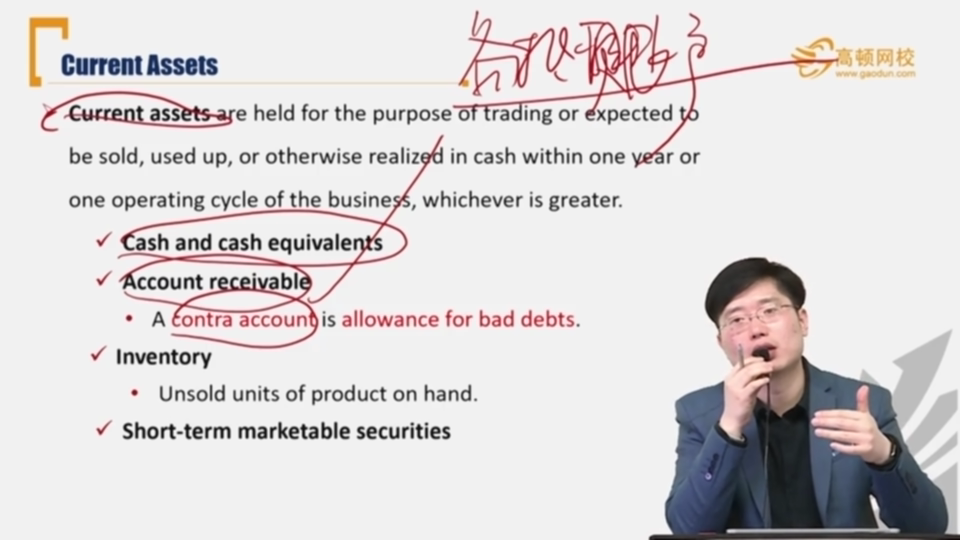 Current Assets
高顿网校
www.gaodun.com
Current assets are held for the purpose of trading or expected to
be sold, used up, or otherwise realized in cash within one year or
one operating cycle of the business, whichever is greater.
✓ Cash and cash equivalents
✓ Account receivable
• A contra account is allowance for bad debts.
✓ Inventory
• Unsold units of product on hand.
✓ Short-term marketable securities